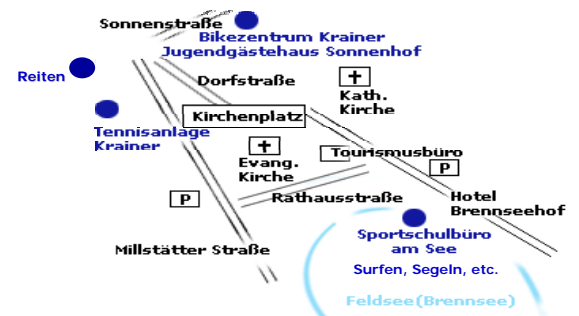 Sonnenstraße
Bikezentrum Krainer
Jugendgästehaus Sonnenhof
Reiten
Dorfstraße
Kath.
Kirche
Kirchenplatz
Tennisanlage
Krainer
Evang.
Kirche
Tourismusbüro
P
P
Rathausstraße
Hotel
Brennseehof
Sportschulbüro
am See
Millstätter Straße
Surfen, Segeln, etc.
Feldsee(Brennsee)